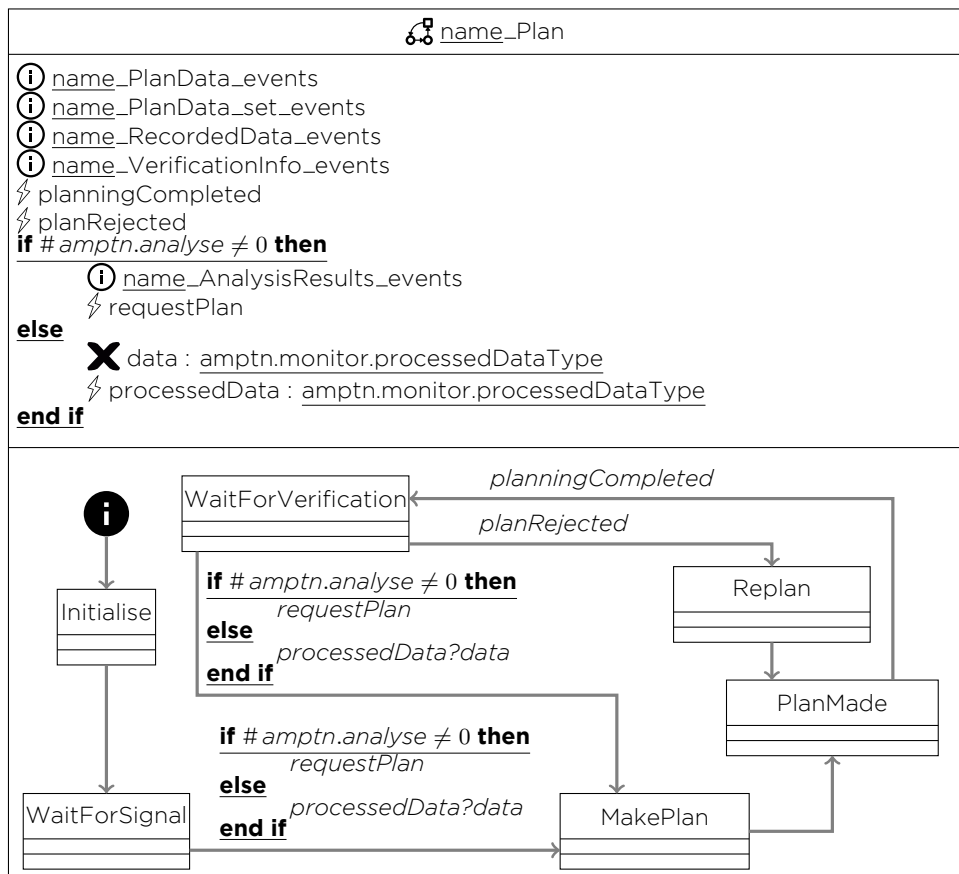 name_Plan
i name_PlanData_events
i name_PlanData_set_events
i name_RecordedData_events
i name_VerificationInfo_events
planningCompleted
planRejected
if # amptn.analyse ≠ 0 then
i name_AnalysisResults_events
requestPlan
else
data : amptn.monitor.processedDataType
processedData : amptn.monitor.processedDataType
end if
planningCompleted
WaitForVerification
planRejected
i
if # amptn.analyse ≠ 0 then
requestPlan
else
processedData?data
end if
Replan
Initialise
PlanMade
if # amptn.analyse ≠ 0 then
requestPlan
else
processedData?data
end if
WaitForSignal
MakePlan